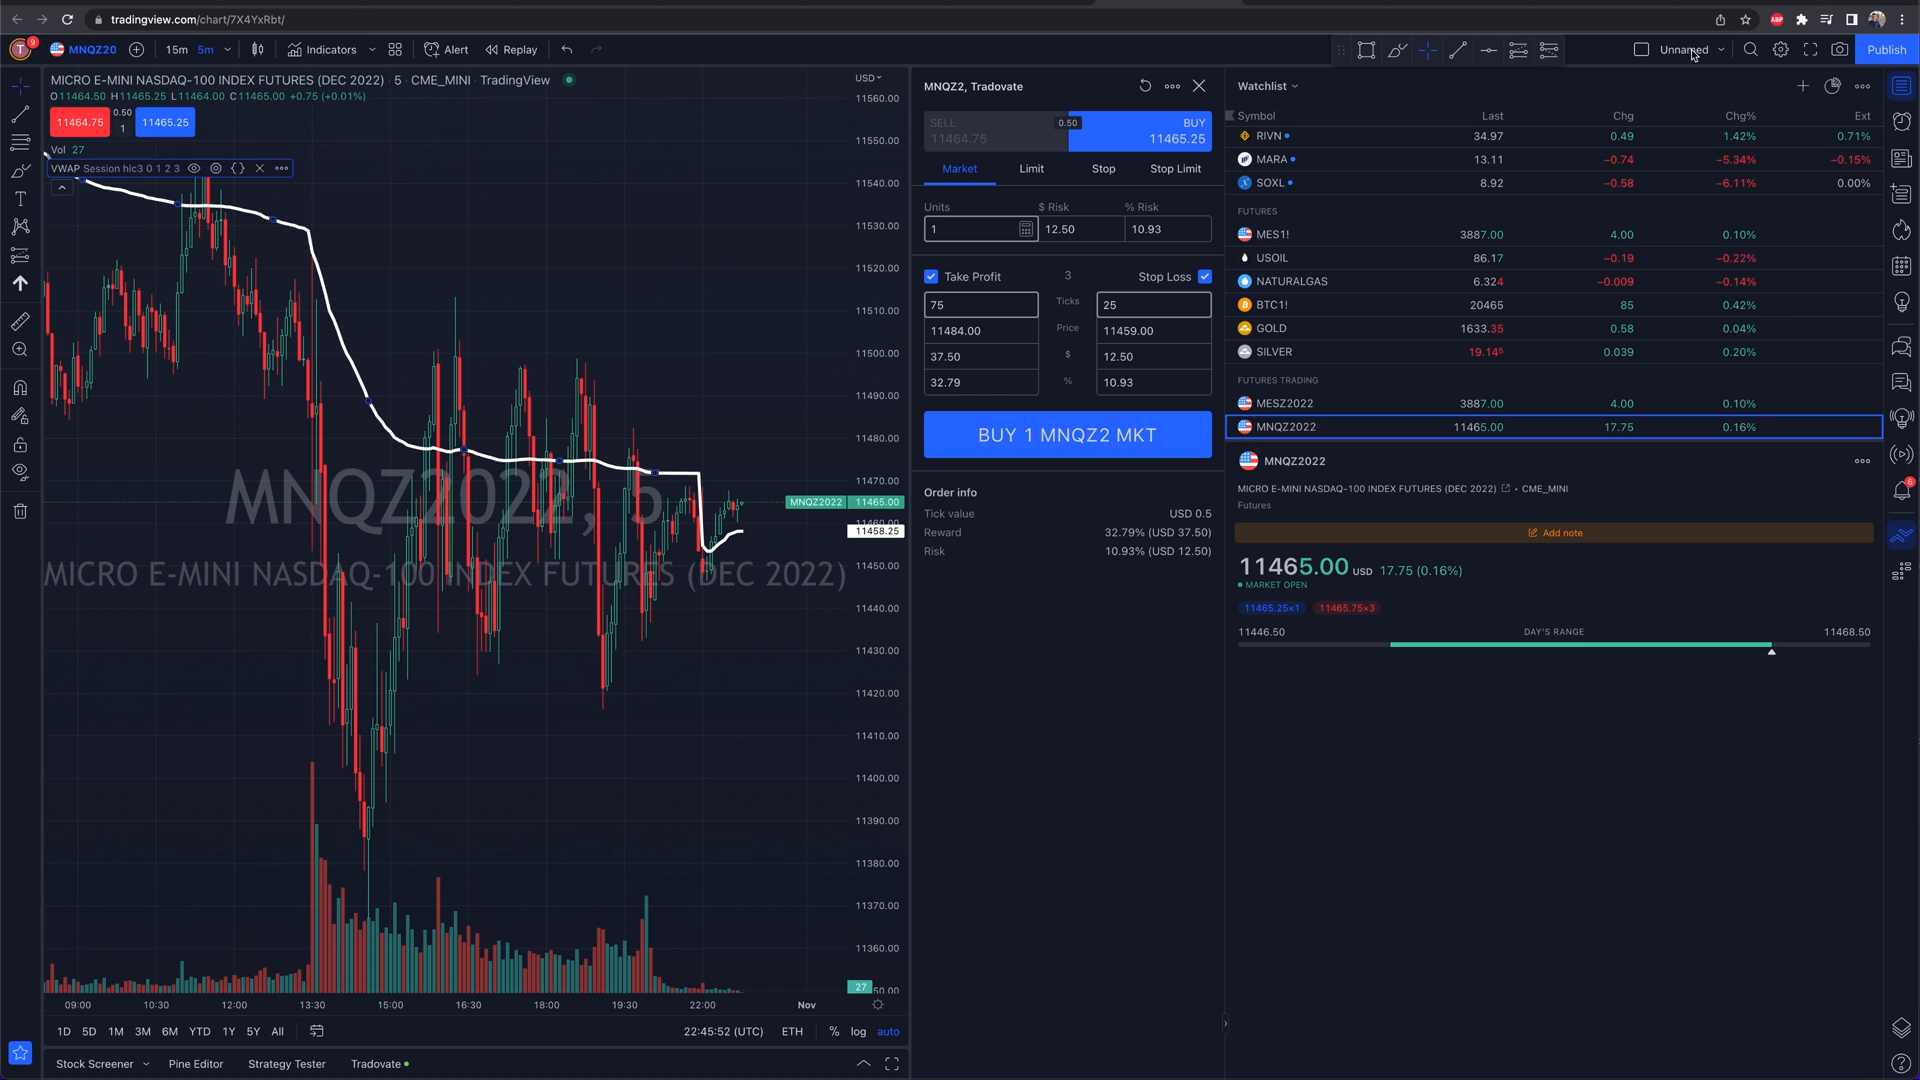 tradingview.com/chart/7X4YxRbt/
ABP
T 9 MNQZ20 15m 5m Indicators Alert Replay Unnamed Publish
MICRO E-MINI NASDAQ-100 INDEX FUTURES (DEC 2022) · 5 · CME_MINI · TradingView
USD
O11464.50 H11465.25 L11464.00 C11465.00 +0.75 (+0.01%)
11464.75 0.50 1 11465.25
Vol 27
VWAP Session hlc3 0 1 2 3
MNQZ2022, 5
MICRO E-MINI NASDAQ-100 INDEX FUTURES (DEC 2022)
11560.00
11550.00
11540.00
11530.00
11520.00
11510.00
11500.00
11490.00
11480.00
11470.00
MNQZ2022 11465.00
11460.00
11458.25
11450.00
11440.00
11430.00
11420.00
11410.00
11400.00
11390.00
11380.00
11370.00
11360.00
27 50.00
09:00 10:30 12:00 13:30 15:00 16:30 18:00 19:30 22:00 Nov
1D 5D 1M 3M 6M YTD 1Y 5Y All 22:45:52 (UTC) ETH % log auto
Stock Screener Pine Editor Strategy Tester Tradovate
MNQZ2, Tradovate
SELL 0.50 BUY
11464.75 11465.25
Market Limit Stop Stop Limit
Units $ Risk % Risk
1 12.50 10.93
Take Profit 3 Stop Loss
75 Ticks 25
11484.00 Price 11459.00
37.50 $ 12.50
32.79 % 10.93
BUY 1 MNQZ2 MKT
Order info
Tick value USD 0.5
Reward 32.79% (USD 37.50)
Risk 10.93% (USD 12.50)
Watchlist
Symbol Last Chg Chg% Ext
RIVN 34.97 0.49 1.42% 0.71%
MARA 13.11 −0.74 −5.34% −0.15%
SOXL 8.92 −0.58 −6.11% 0.00%
FUTURES
MES1! 3887.00 4.00 0.10%
USOIL 86.17 −0.19 −0.22%
NATURALGAS 6.324 −0.009 −0.14%
BTC1! 20465 85 0.42%
GOLD 1633.35 0.58 0.04%
SILVER 19.14⁵ 0.039 0.20%
FUTURES TRADING
MESZ2022 3887.00 4.00 0.10%
MNQZ2022 11465.00 17.75 0.16%
MNQZ2022
MICRO E-MINI NASDAQ-100 INDEX FUTURES (DEC 2022) • CME_MINI
Futures
Add note
11465.00 USD 17.75 (0.16%)
MARKET OPEN
11465.25×1 11465.75×3
11446.50 DAY'S RANGE 11468.50
6